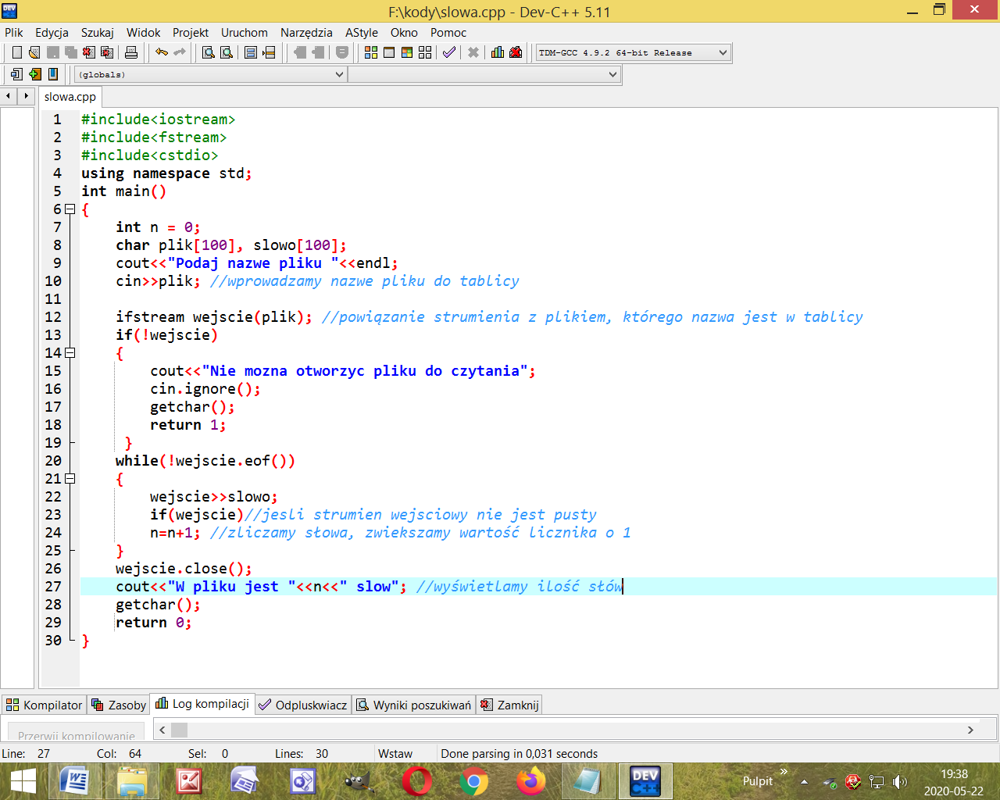 F:\kody\slowa.cpp - Dev-C++ 5.11
Plik Edycja Szukaj Widok Projekt Uruchom Narzędzia AStyle Okno Pomoc
TDM-GCC 4.9.2 64-bit Release
(globals)
slowa.cpp
1 #include<iostream>
2 #include<fstream>
3 #include<cstdio>
4 using namespace std;
5 int main()
6 {
7 int n = 0;
8 char plik[100], slowo[100];
9 cout<<"Podaj nazwe pliku "<<endl;
10 cin>>plik; //wprowadzamy nazwe pliku do tablicy
11
12 ifstream wejscie(plik); //powiązanie strumienia z plikiem, którego nazwa jest w tablicy
13 if(!wejscie)
14 {
15 cout<<"Nie mozna otworzyc pliku do czytania";
16 cin.ignore();
17 getchar();
18 return 1;
19 }
20 while(!wejscie.eof())
21 {
22 wejscie>>slowo;
23 if(wejscie)//jesli strumien wejsciowy nie jest pusty
24 n=n+1; //zliczamy słowa, zwiekszamy wartość licznika o 1
25 }
26 wejscie.close();
27 cout<<"W pliku jest "<<n<<" slow"; //wyświetlamy ilość słów
28 getchar();
29 return 0;
30 }
Kompilator Zasoby Log kompilacji Odpluskwiacz Wyniki poszukiwań Zamknij
Przerwij kompilowanie
Line: 27 Col: 64 Sel: 0 Lines: 30 Wstaw Done parsing in 0,031 seconds
DEV C++
Pulpit » 19:38
2020-05-22